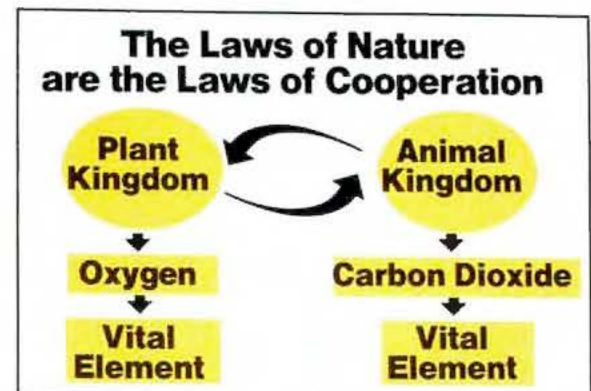 The Laws of Nature
are the Laws of Cooperation
Plant
Kingdom
Animal
Kingdom
Oxygen
Carbon Dioxide
Vital
Element
Vital
Element